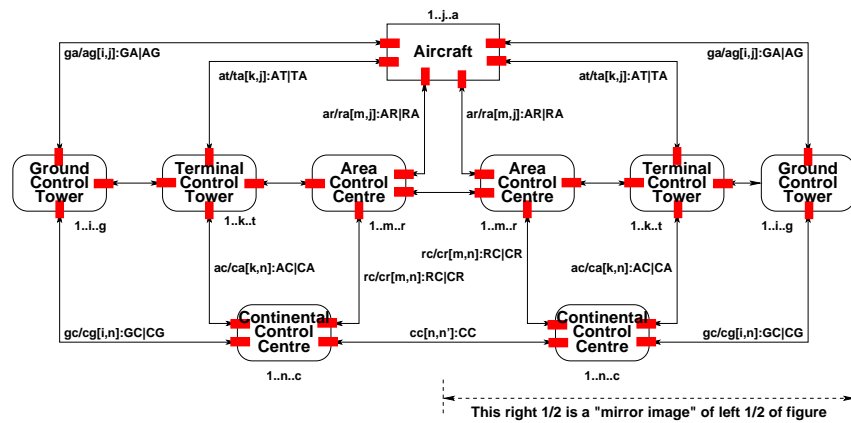 1..j..a
Aircraft
ga/ag[i,j]:GA|AG
ga/ag[i,j]:GA|AG
at/ta[k,j]:AT|TA
at/ta[k,j]:AT|TA
ar/ra[m,j]:AR|RA
ar/ra[m,j]:AR|RA
Ground
Control
Tower
1..i..g
Terminal
Control
Tower
1..k..t
Area
Control
Centre
1..m..r
Area
Control
Centre
1..m..r
Terminal
Control
Tower
1..k..t
Ground
Control
Tower
1..i..g
rc/cr[m,n]:RC|CR
ac/ca[k,n]:AC|CA
ac/ca[k,n]:AC|CA
rc/cr[m,n]:RC|CR
Continental
Control
Centre
1..n..c
Continental
Control
Centre
1..n..c
gc/cg[i,n]:GC|CG
cc[n,n']:CC
gc/cg[i,n]:GC|CG
This right 1/2 is a "mirror image" of left 1/2 of figure